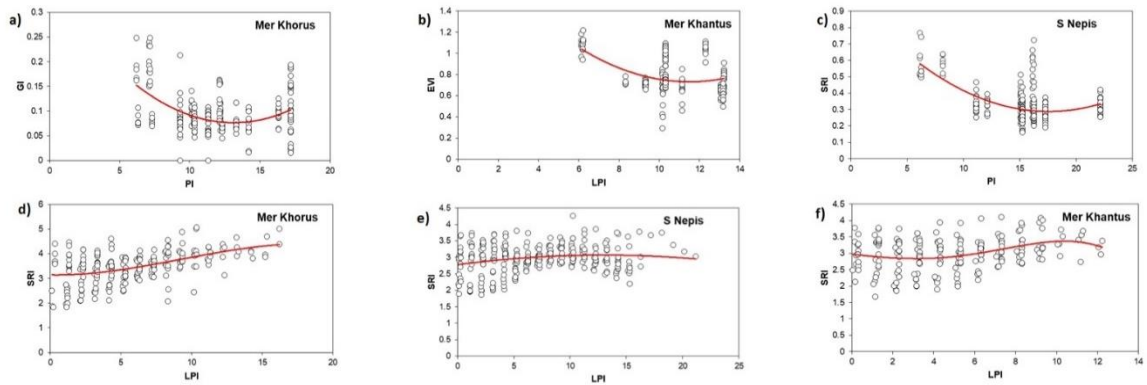 a) Mer Khorus
GI
0.3
0.25
0.2
0.15
0.1
0.05
0
0 5 10 15 20
PI
b) Mer Khantus
EVI
1.4
1.2
1.0
0.8
0.6
0.4
0.2
0
0 2 4 6 8 10 12 14
LPI
c) S Nepis
SRI
0.9
0.8
0.7
0.6
0.5
0.4
0.3
0.2
0.1
0
0 5 10 15 20 25
PI
d) Mer Khorus
SRI
6
5
4
3
2
1
0
0 5 10 15 20
LPI
e) S Nepis
SRI
4.5
4
3.5
3
2.5
2
1.5
1
0.5
0
0 5 10 15 20 25
LPI
f) Mer Khantus
SRI
4.5
4
3.5
3
2.5
2
1.5
1
0.5
0
0 2 4 6 8 10 12 14
LPI